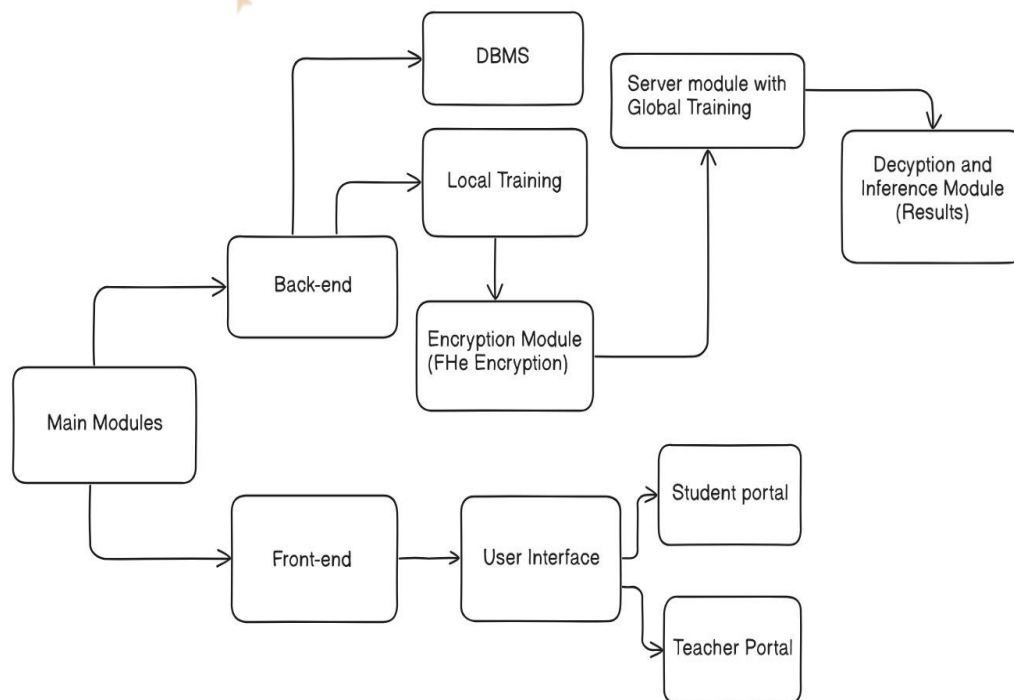 DBMS
Server module with
Global Training
Local Training
Decyption and
Inference Module
(Results)
Back-end
Encryption Module
(FHe Encryption)
Main Modules
Student portal
Front-end
User Interface
Teacher Portal